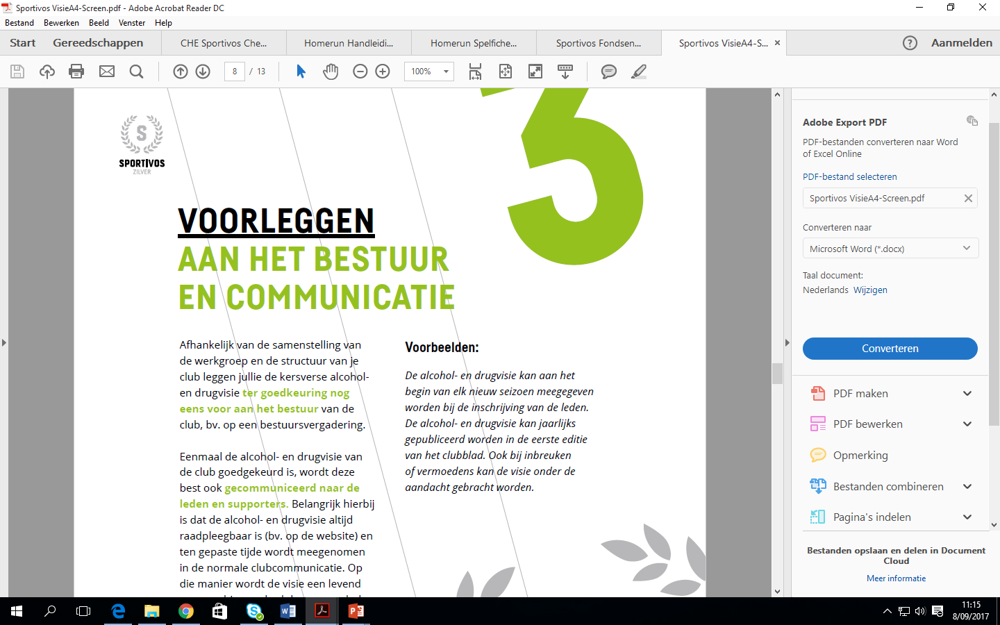 Sportivos VisieA4-Screen.pdf - Adobe Acrobat Reader DC
Bestand Bewerken Beeld Venster Help
Start Gereedschappen CHE Sportivos Che... Homerun Handleidi... Homerun Spelfiche... Sportivos Fondsen... Sportivos VisieA4-S... Aanmelden
8 / 13 100%
3
S
SPORTIVOS
ZILVER
VOORLEGGEN
AAN HET BESTUUR
EN COMMUNICATIE
Afhankelijk van de samenstelling van
de werkgroep en de structuur van je
club leggen jullie de kersverse alcohol-
en drugvisie ter goedkeuring nog
eens voor aan het bestuur van de
club, bv. op een bestuursvergadering.
Eenmaal de alcohol- en drugvisie van
de club goedgekeurd is, wordt deze
best ook gecommuniceerd naar de
leden en supporters. Belangrijk hierbij
is dat de alcohol- en drugvisie altijd
raadpleegbaar is (bv. op de website) en
ten gepaste tijde wordt meegenomen
in de normale clubcommunicatie. Op
die manier wordt de visie een levend
Voorbeelden:
De alcohol- en drugvisie kan aan het
begin van elk nieuw seizoen meegegeven
worden bij de inschrijving van de leden.
De alcohol- en drugvisie kan jaarlijks
gepubliceerd worden in de eerste editie
van het clubblad. Ook bij inbreuken
of vermoedens kan de visie onder de
aandacht gebracht worden.
Adobe Export PDF
PDF-bestanden converteren naar Word
of Excel Online
PDF-bestand selecteren
Sportivos VisieA4-Screen.pdf
Converteren naar
Microsoft Word (*.docx)
Taal document:
Nederlands Wijzigen
Converteren
PDF maken
PDF bewerken
Opmerking
Bestanden combineren
Pagina's indelen
Bestanden opslaan en delen in Document
Cloud
Meer informatie
11:15
8/09/2017